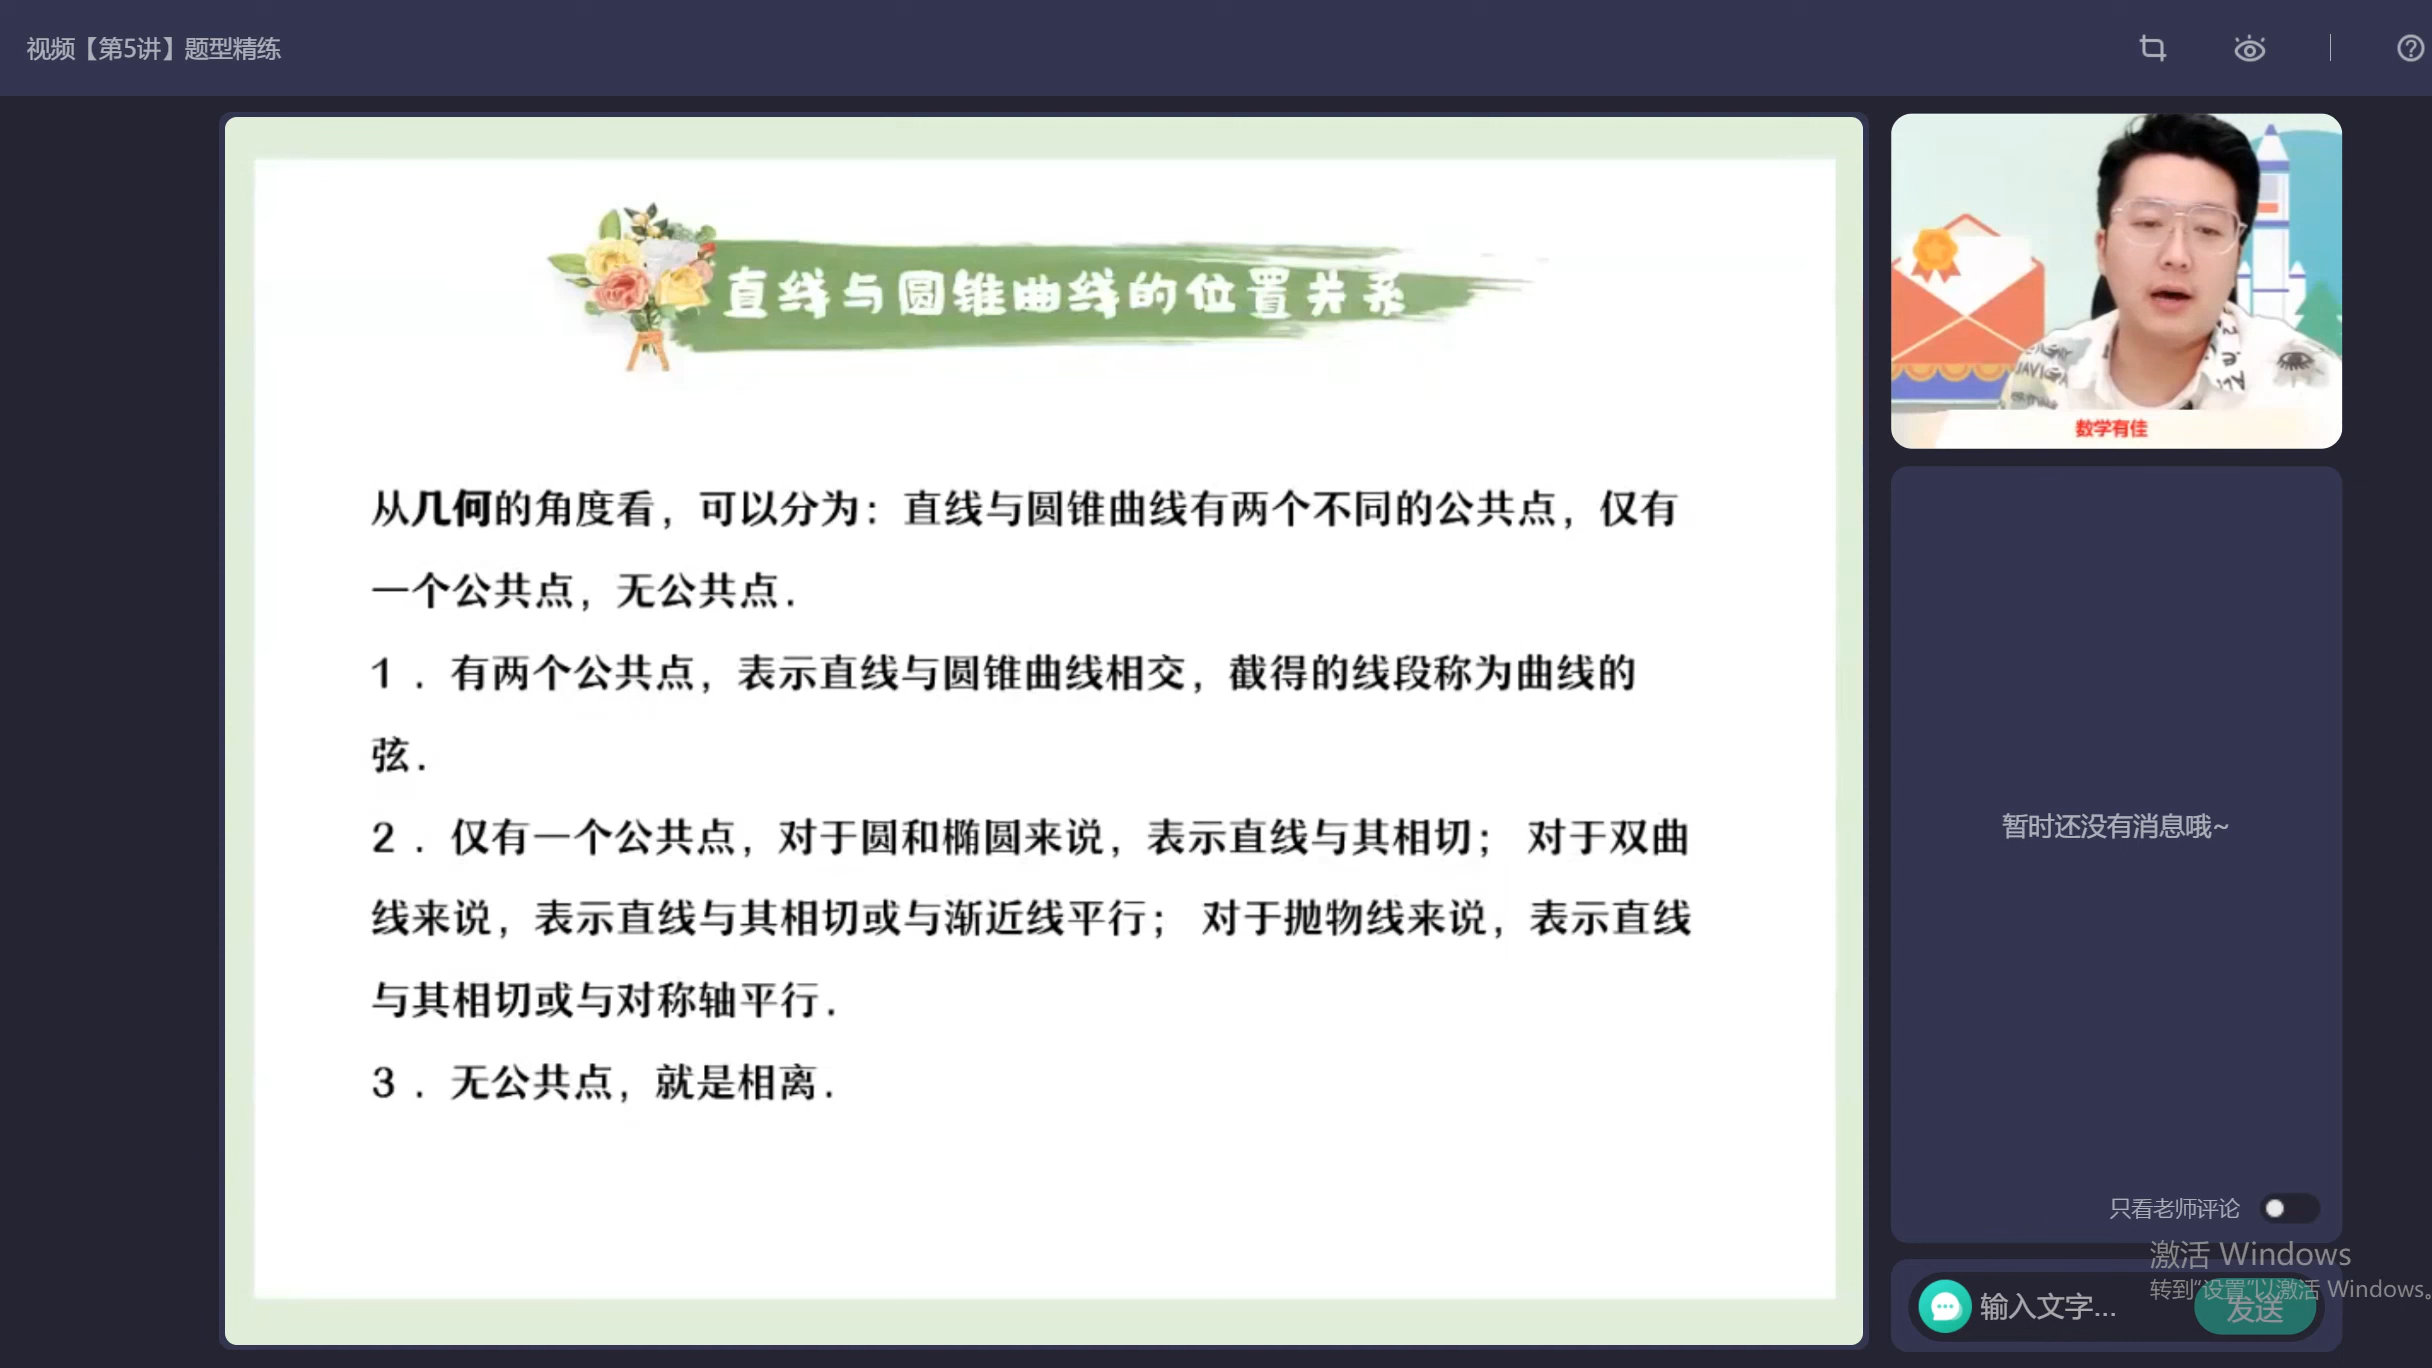 视频【第5讲】题型精练
直线与圆锥曲线的位置关系
从几何的角度看，可以分为：直线与圆锥曲线有两个不同的公共点，仅有
一个公共点，无公共点．
1．有两个公共点，表示直线与圆锥曲线相交，截得的线段称为曲线的
弦．
2．仅有一个公共点，对于圆和椭圆来说，表示直线与其相切； 对于双曲
线来说，表示直线与其相切或与渐近线平行； 对于抛物线来说，表示直线
与其相切或与对称轴平行．
3．无公共点，就是相离．
数学有佳
暂时还没有消息哦~
只看老师评论
激活 Windows
转到"设置"以激活 Windows。
输入文字...
发送